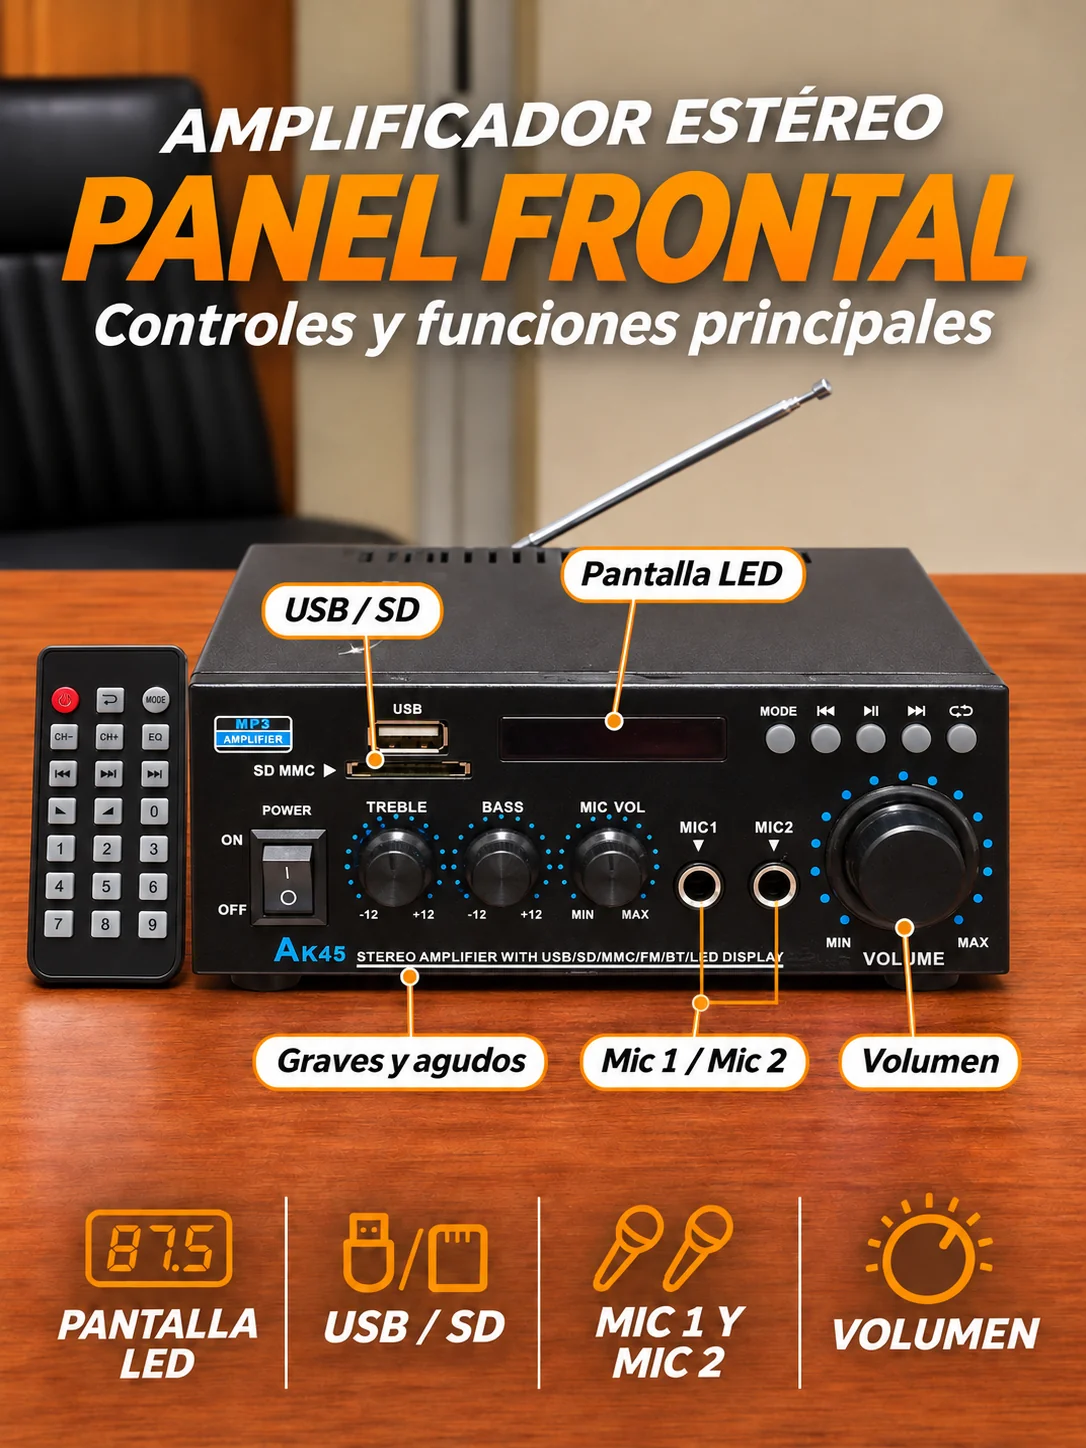 AMPLIFICADOR ESTÉREO
PANEL FRONTAL
Controles y funciones principales
Pantalla LED
USB / SD
MODE
CH-
CH+
EQ
0
1
2
3
4
5
6
7
8
9
MP3
AMPLIFIER
USB
SD MMC
MODE
POWER
ON
OFF
TREBLE
-12
+12
BASS
-12
+12
MIC VOL
MIN
MAX
MIC1
MIC2
MIN
MAX
VOLUME
AK45
STEREO AMPLIFIER WITH USB/SD/MMC/FM/BT/LED DISPLAY
Graves y agudos
Mic 1 / Mic 2
Volumen
87.5
PANTALLA
LED
USB / SD
MIC 1 Y
MIC 2
VOLUMEN